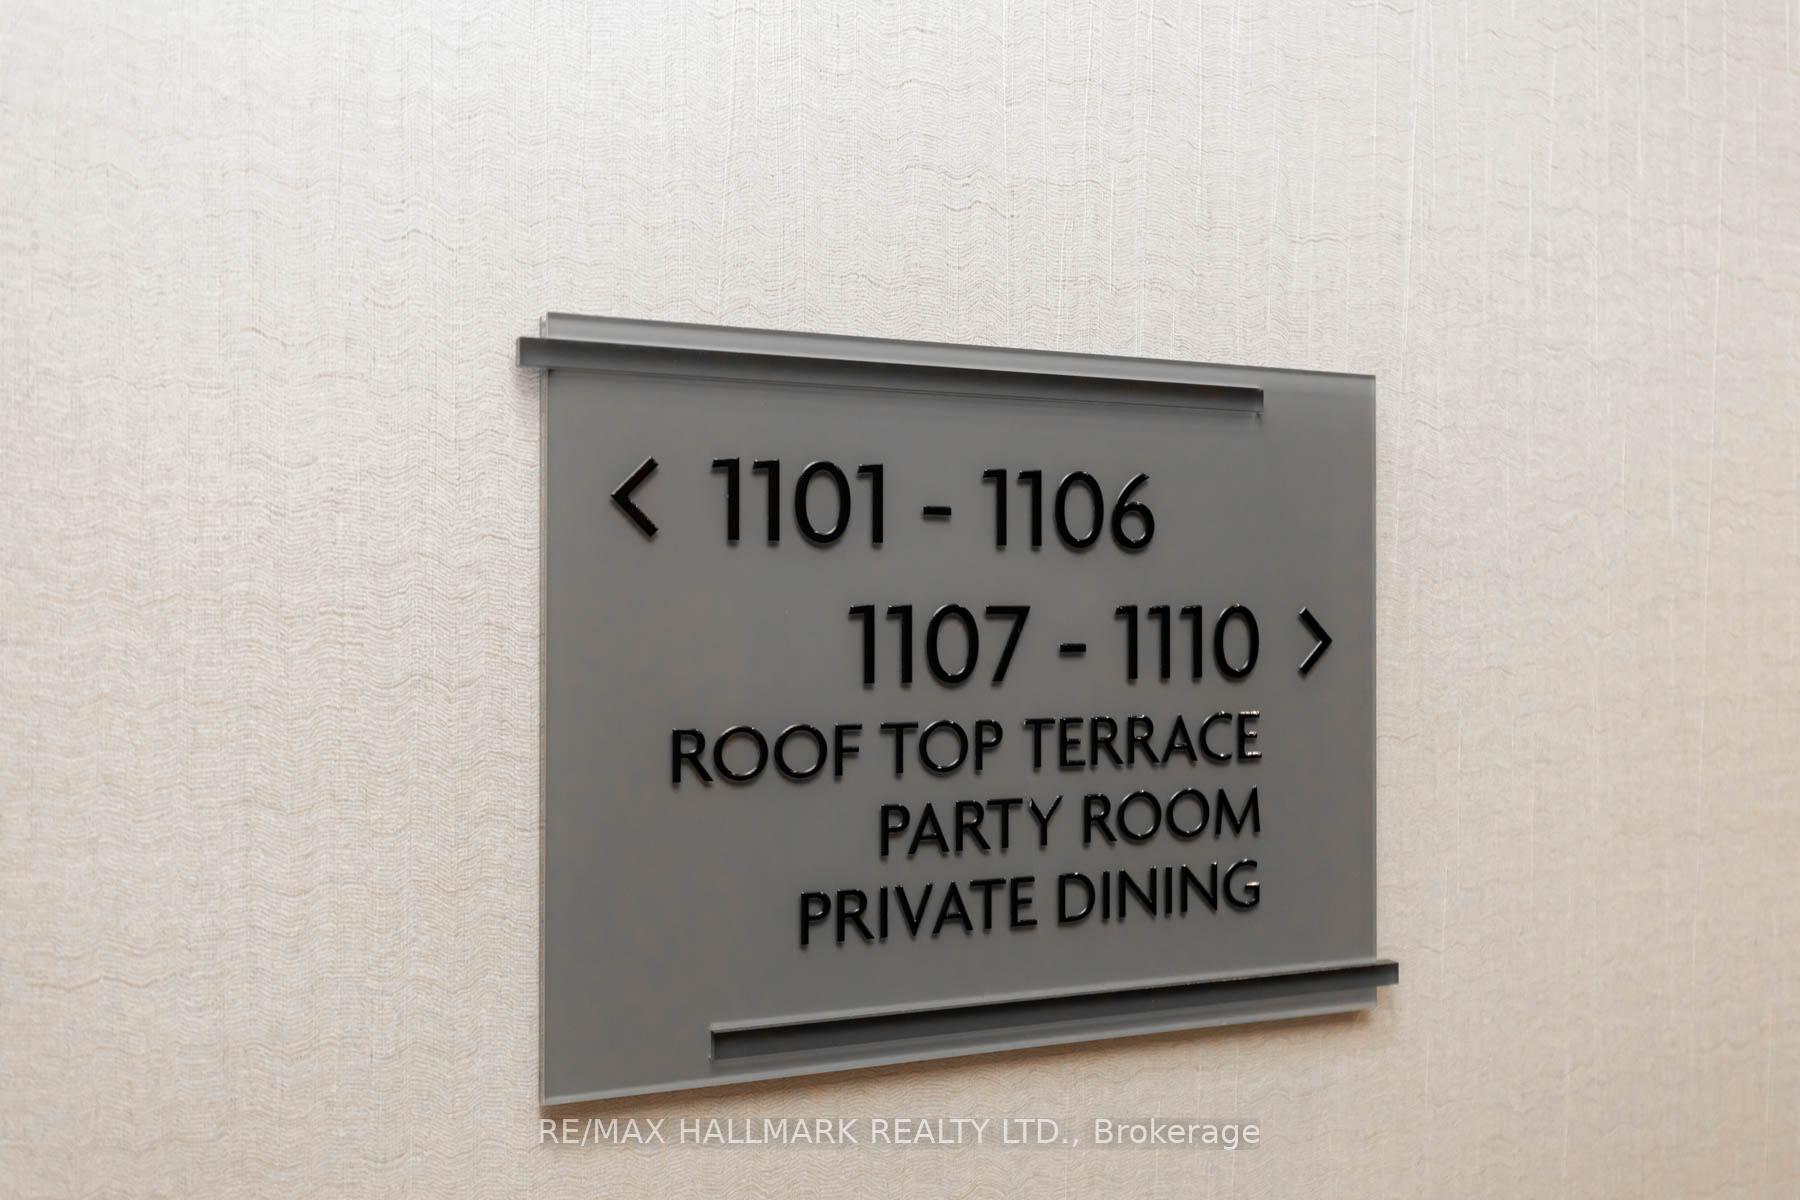 < 1101 - 1106
1107 - 1110 >
ROOF TOP TERRACE
PARTY ROOM
PRIVATE DINING
RE/MAX HALLMARK REALTY LTD., Brokerage